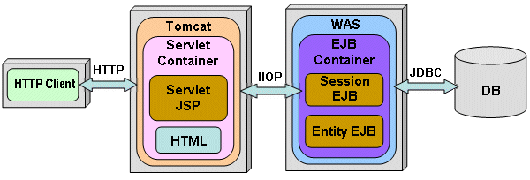 HTTP Client
HTTP
Tomcat
Servlet
Container
Servlet
JSP
HTML
IIOP
WAS
EJB
Container
Session
EJB
Entity EJB
JDBC
DB